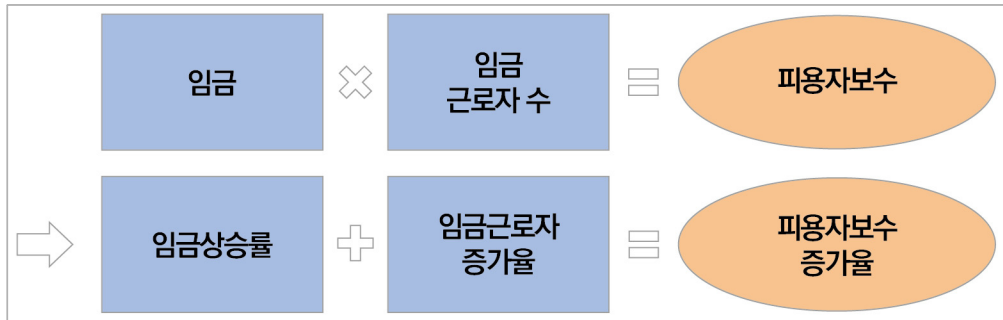 임금
×
임금
근로자 수
=
피용자보수
임금상승률
+
임금근로자
증가율
=
피용자보수
증가율